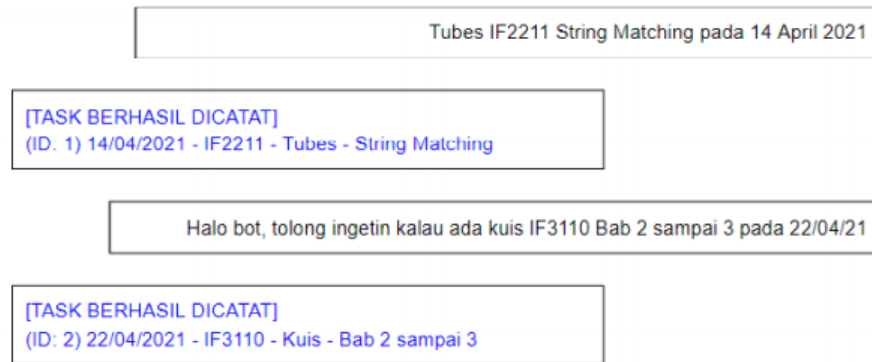 Tubes IF2211 String Matching pada 14 April 2021
[TASK BERHASIL DICATAT]
(ID. 1) 14/04/2021 - IF2211 - Tubes - String Matching
Halo bot, tolong ingetin kalau ada kuis IF3110 Bab 2 sampai 3 pada 22/04/21
[TASK BERHASIL DICATAT]
(ID: 2) 22/04/2021 - IF3110 - Kuis - Bab 2 sampai 3